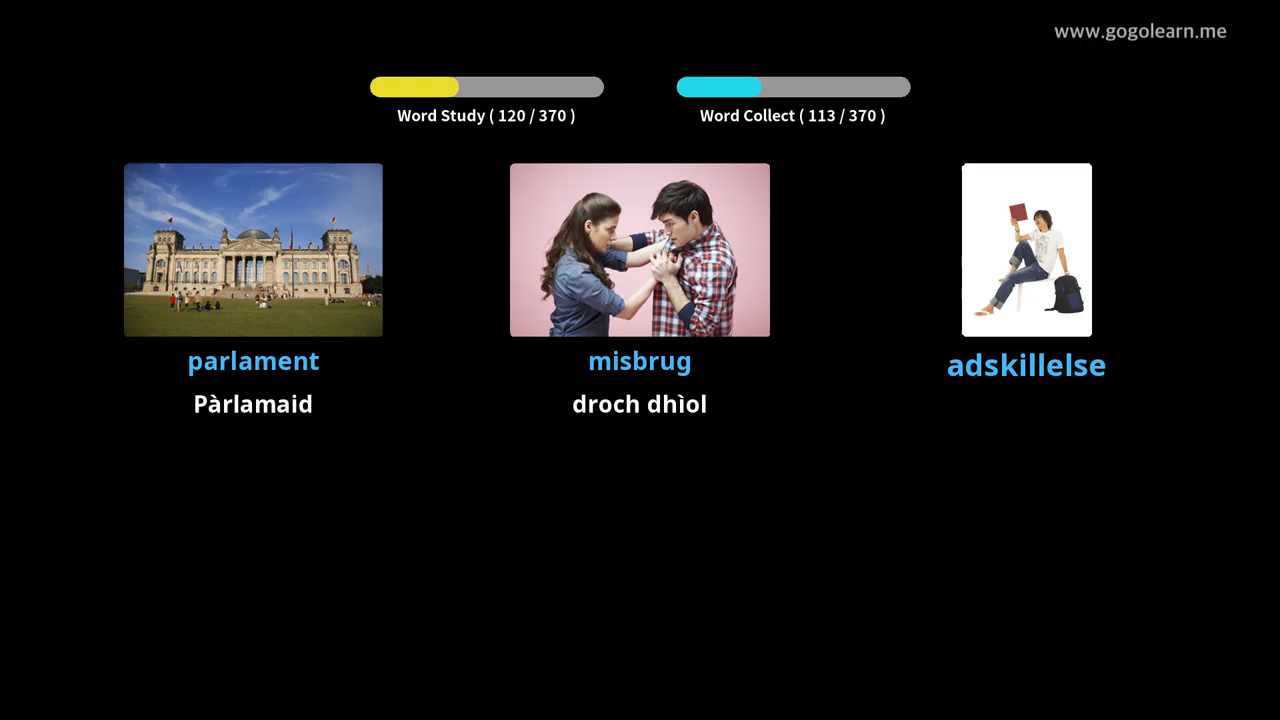 www.gogolearn.me
Word Study ( 120 / 370 )
Word Collect ( 113 / 370 )
parlament
Pàrlamaid
misbrug
droch dhìol
adskillelse